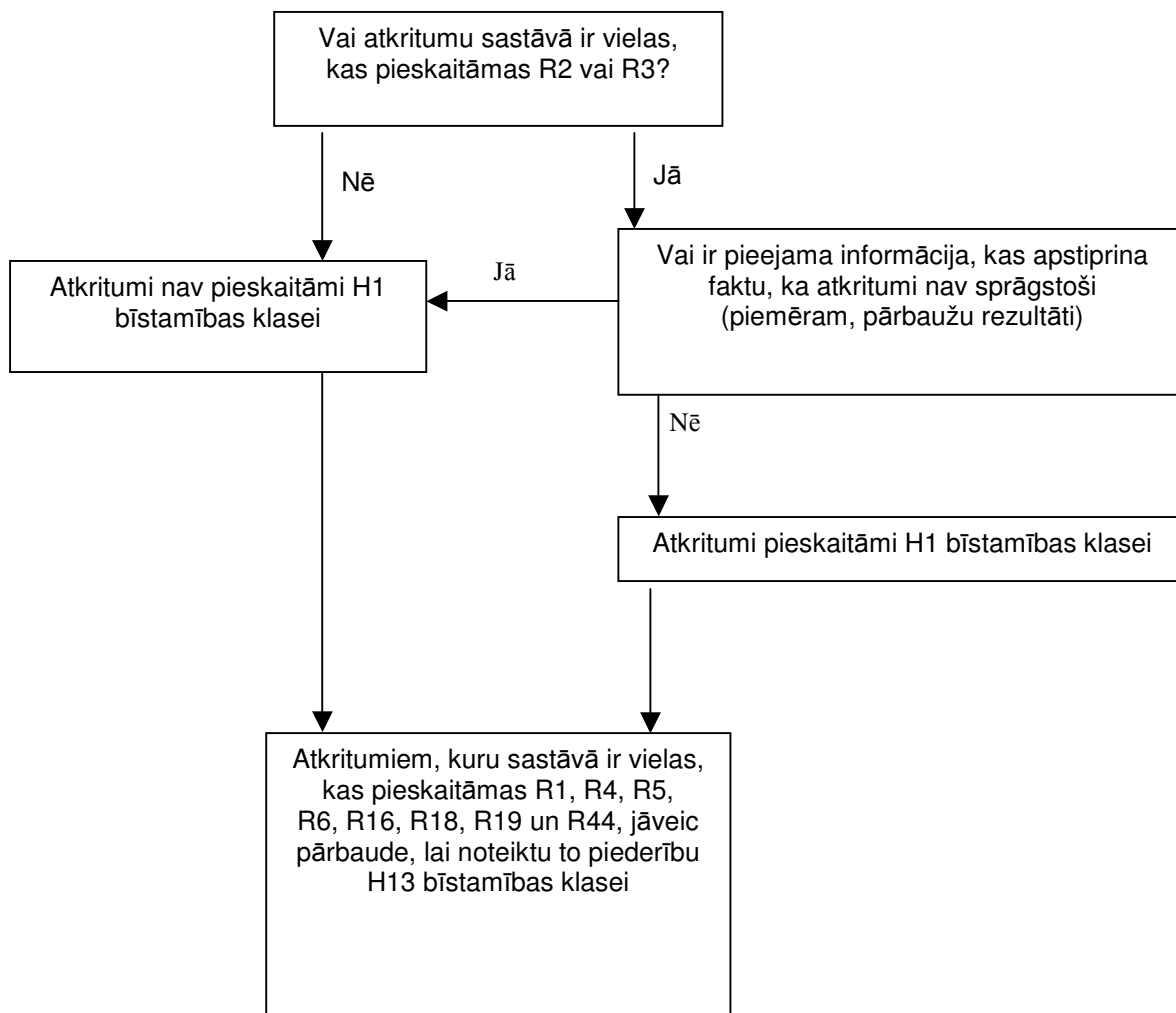 Vai atkritumu sastāvā ir vielas,
kas pieskaitāmas R2 vai R3?
Nē
Jā
Vai ir pieejama informācija, kas apstiprina
faktu, ka atkritumi nav sprāgstoši
(piemēram, pārbaužu rezultāti)
Jā
Atkritumi nav pieskaitāmi H1
bīstamības klasei
Nē
Atkritumi pieskaitāmi H1 bīstamības klasei
Atkritumiem, kuru sastāvā ir vielas,
kas pieskaitāmas R1, R4, R5,
R6, R16, R18, R19 un R44, jāveic
pārbaude, lai noteiktu to piederību
H13 bīstamības klasei